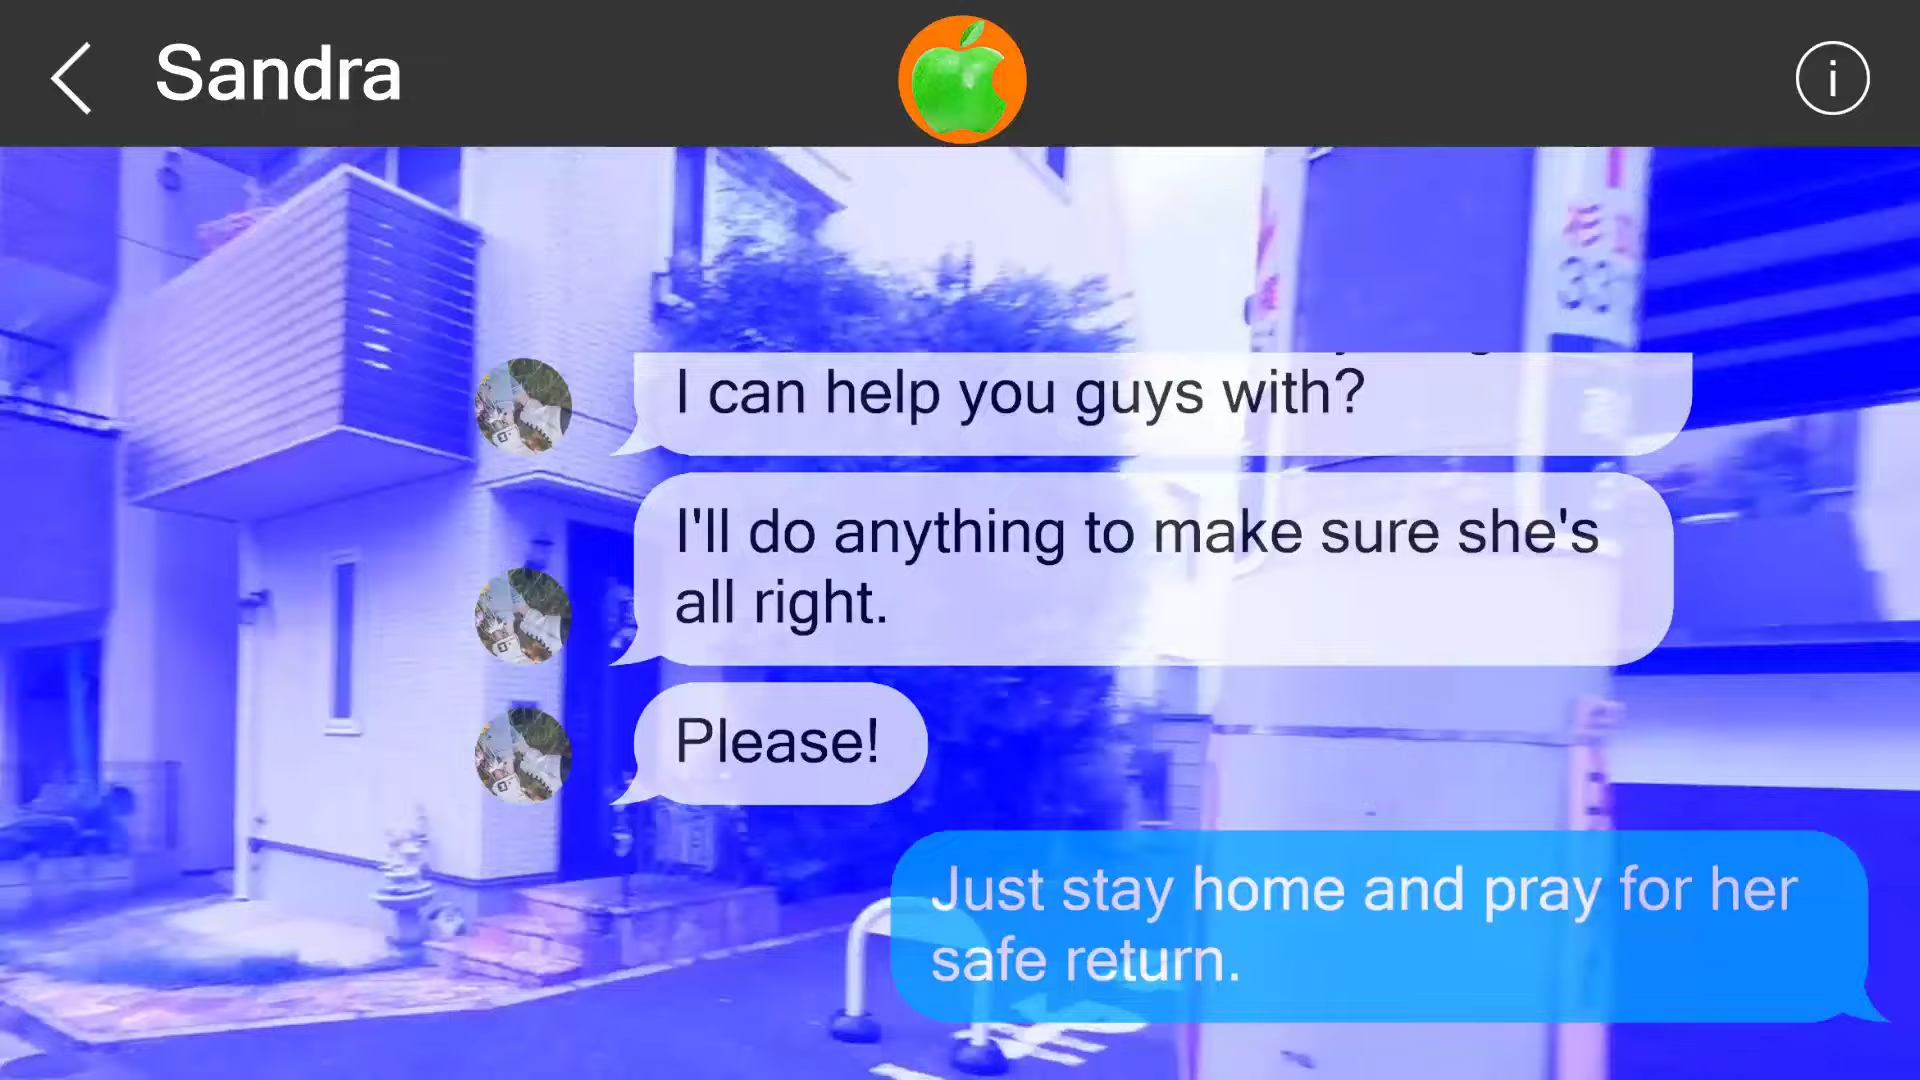 Sandra
i
I can help you guys with?
I'll do anything to make sure she's
all right.
Please!
Just stay home and pray for her
safe return.
33